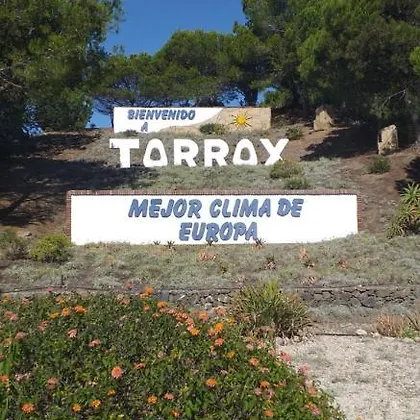 BIENVENIDO
A
TORROX
MEJOR CLIMA DE
EUROPA